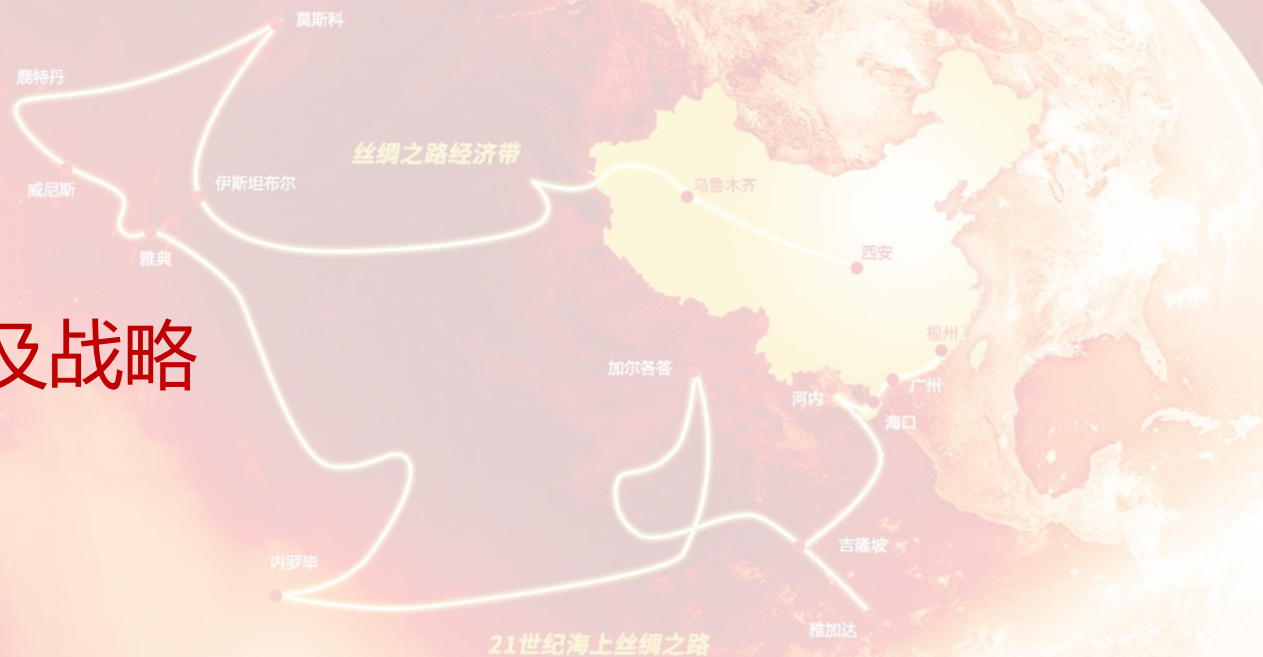 莫斯科
鹿特丹
丝绸之路经济带
威尼斯
伊斯坦布尔
乌鲁木齐
雅典
西安
及战略
福州
加尔各答
广州
河内
海口
吉隆坡
内罗毕
雅加达
21世纪海上丝绸之路